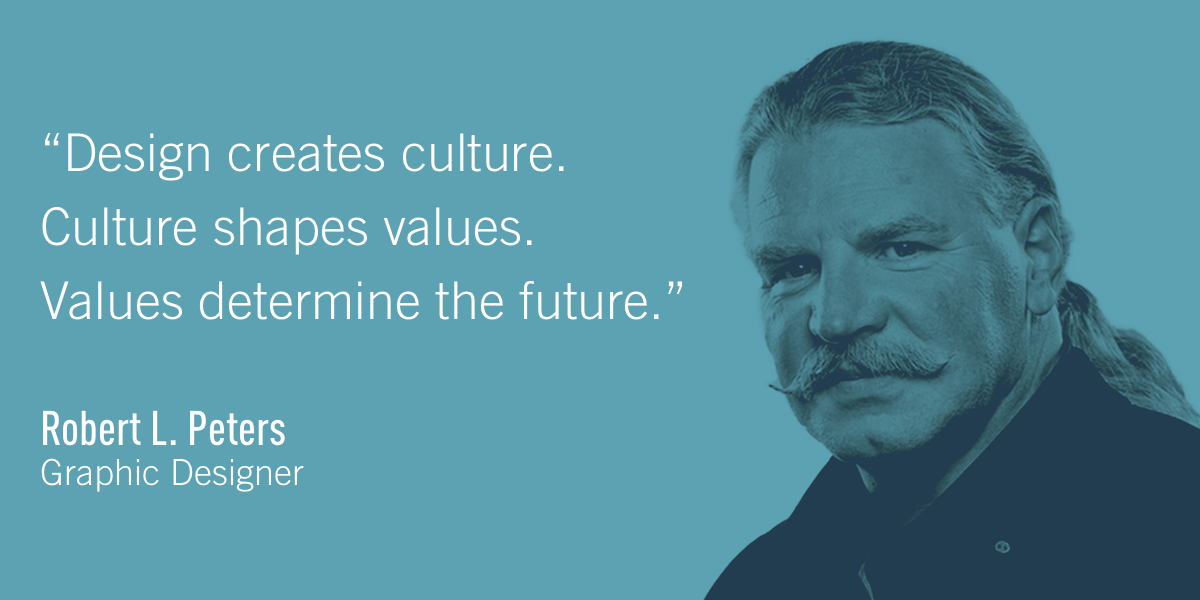 “Design creates culture.
Culture shapes values.
Values determine the future.”
Robert L. Peters
Graphic Designer